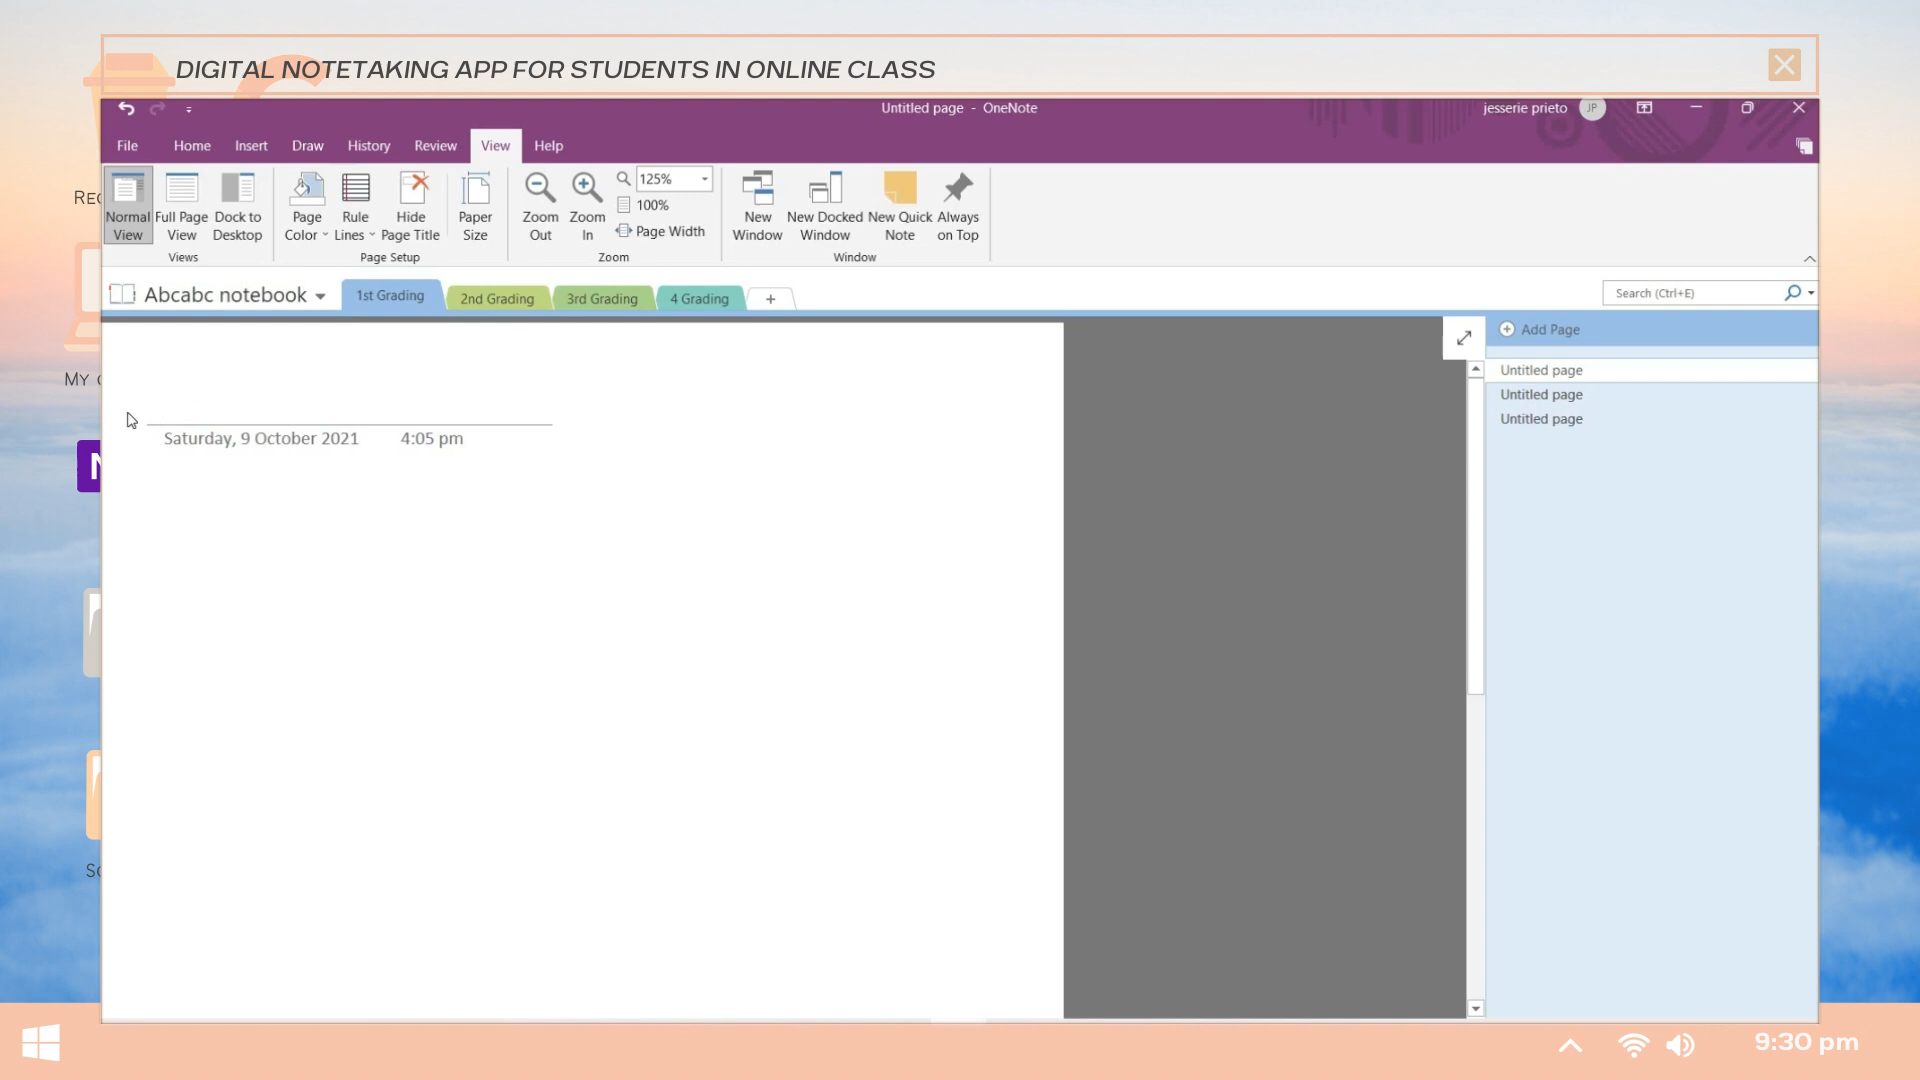 DIGITAL NOTETAKING APP FOR STUDENTS IN ONLINE CLASS
Untitled page - OneNote
jesserie prieto
JP
File Home Insert Draw History Review View Help
Normal View
Full Page View
Dock to Desktop
Views
Page Color
Rule Lines
Hide Page Title
Paper Size
Page Setup
Zoom Out
Zoom In
125%
100%
Page Width
Zoom
New Window
New Docked Window
New Quick Note
Always on Top
Window
Abcabc notebook
1st Grading
2nd Grading
3rd Grading
4 Grading
+
Search (Ctrl+E)
Add Page
Untitled page
Untitled page
Untitled page
Saturday, 9 October 2021 4:05 pm
MY
9:30 pm